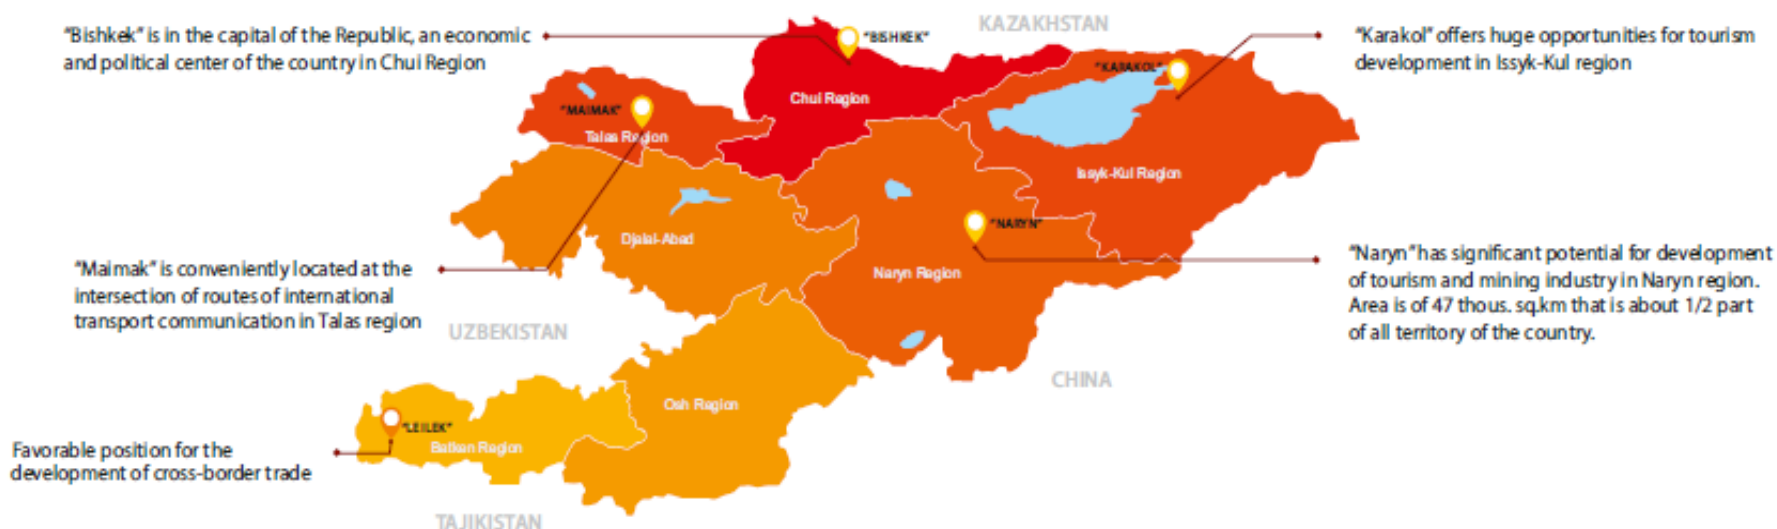 "Bishkek" is in the capital of the Republic, an economic
and political center of the country in Chui Region
KAZAKHSTAN
"BISHKEK"
"Karakol" offers huge opportunities for tourism
development in Issyk-Kul region
"KARAKOL"
"MAIMAK"
Chui Region
Talas Region
Issyk-Kul Region
"NARYN"
Djalal-Abad
Naryn Region
"Maimak" is conveniently located at the
intersection of routes of international
transport communication in Talas region
"Naryn" has significant potential for development
of tourism and mining industry in Naryn region.
Area is of 47 thous. sq.km that is about 1/2 part
of all territory of the country.
UZBEKISTAN
CHINA
Osh Region
"LEILEK"
Batken Region
Favorable position for the
development of cross-border trade
TAJIKISTAN